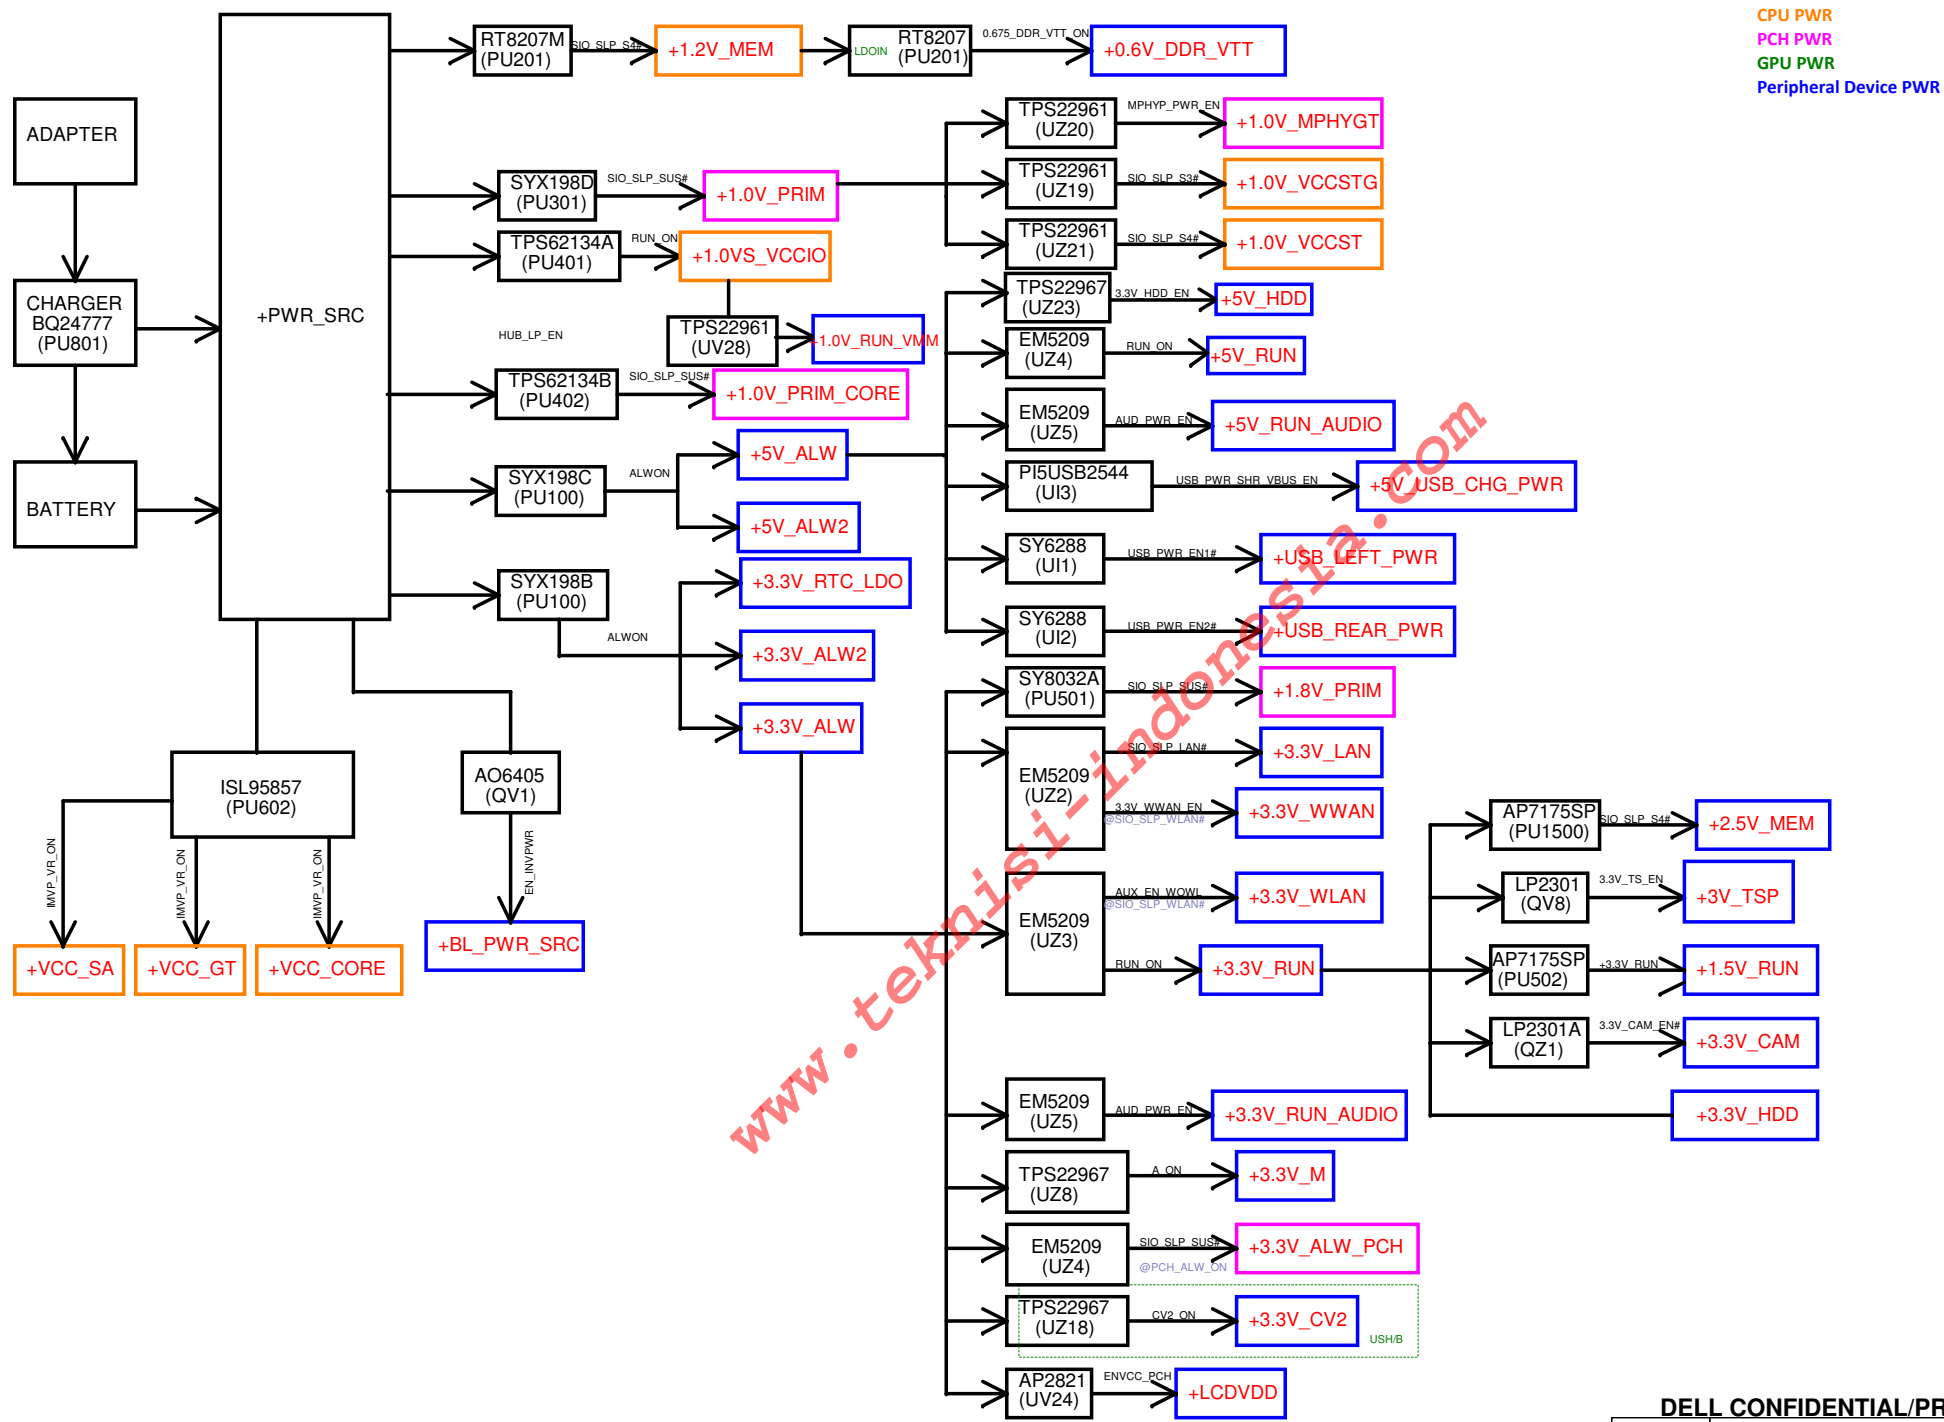 CPU PWR
PCH PWR
GPU PWR
Peripheral Device PWR
RT8207M
(PU201)
SIO_SLP_S4#
+1.2V_MEM
LDOIN
RT8207
(PU201)
0.675_DDR_VTT_ON
+0.6V_DDR_VTT
ADAPTER
CHARGER
BQ24777
(PU801)
BATTERY
+PWR_SRC
SYX198D
(PU301)
SIO_SLP_SUS#
+1.0V_PRIM
TPS62134A
(PU401)
RUN_ON
+1.0VS_VCCIO
HUB_LP_EN
TPS22961
(UV28)
+1.0V_RUN_VMM
TPS62134B
(PU402)
SIO_SLP_SUS#
+1.0V_PRIM_CORE
SYX198C
(PU100)
ALWON
+5V_ALW
+5V_ALW2
SYX198B
(PU100)
ALWON
+3.3V_RTC_LDO
+3.3V_ALW2
+3.3V_ALW
TPS22961
(UZ20)
MPHYP_PWR_EN
+1.0V_MPHYGT
TPS22961
(UZ19)
SIO_SLP_S3#
+1.0V_VCCSTG
TPS22961
(UZ21)
SIO_SLP_S4#
+1.0V_VCCST
TPS22967
(UZ23)
3.3V_HDD_EN
+5V_HDD
EM5209
(UZ4)
RUN_ON
+5V_RUN
EM5209
(UZ5)
AUD_PWR_EN
+5V_RUN_AUDIO
PI5USB2544
(UI3)
USB_PWR_SHR_VBUS_EN
+5V_USB_CHG_PWR
SY6288
(UI1)
USB_PWR_EN1#
+USB_LEFT_PWR
SY6288
(UI2)
USB_PWR_EN2#
+USB_REAR_PWR
SY8032A
(PU501)
SIO_SLP_SUS#
+1.8V_PRIM
EM5209
(UZ2)
SIO_SLP_LAN#
+3.3V_LAN
3.3V_WWAN_EN
@SIO_SLP_WLAN#
+3.3V_WWAN
EM5209
(UZ3)
AUX_EN_WOWL
@SIO_SLP_WLAN#
+3.3V_WLAN
RUN_ON
+3.3V_RUN
AP7175SP
(PU1500)
SIO_SLP_S4#
+2.5V_MEM
LP2301
(QV8)
3.3V_TS_EN
+3V_TSP
AP7175SP
(PU502)
+3.3V_RUN
+1.5V_RUN
LP2301A
(QZ1)
3.3V_CAM_EN#
+3.3V_CAM
+3.3V_HDD
EM5209
(UZ5)
AUD_PWR_EN
+3.3V_RUN_AUDIO
TPS22967
(UZ8)
A_ON
+3.3V_M
EM5209
(UZ4)
SIO_SLP_SUS#
@PCH_ALW_ON
+3.3V_ALW_PCH
TPS22967
(UZ18)
CV2_ON
+3.3V_CV2
USH/B
AP2821
(UV24)
ENVCC_PCH
+LCDVDD
ISL95857
(PU602)
IMVP_VR_ON
IMVP_VR_ON
IMVP_VR_ON
+VCC_SA
+VCC_GT
+VCC_CORE
AO6405
(QV1)
EN_INVPWR
+BL_PWR_SRC
www.teknisi-indonesia.com
DELL CONFIDENTIAL/PR